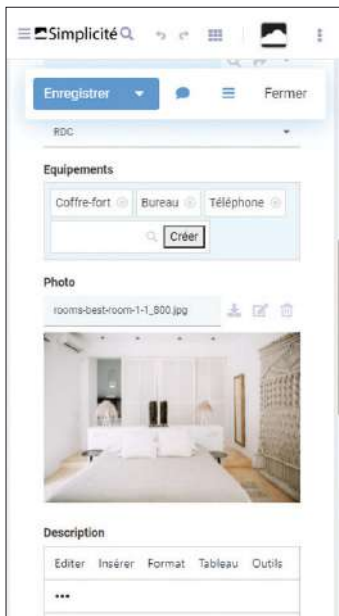 Simplicité
Enregistrer Fermer
RDC
Equipements
Coffre-fort Bureau Téléphone
Créer
Photo
rooms-best-room-1-1_800.jpg
Description
Editer Insérer Format Tableau Outils
•••